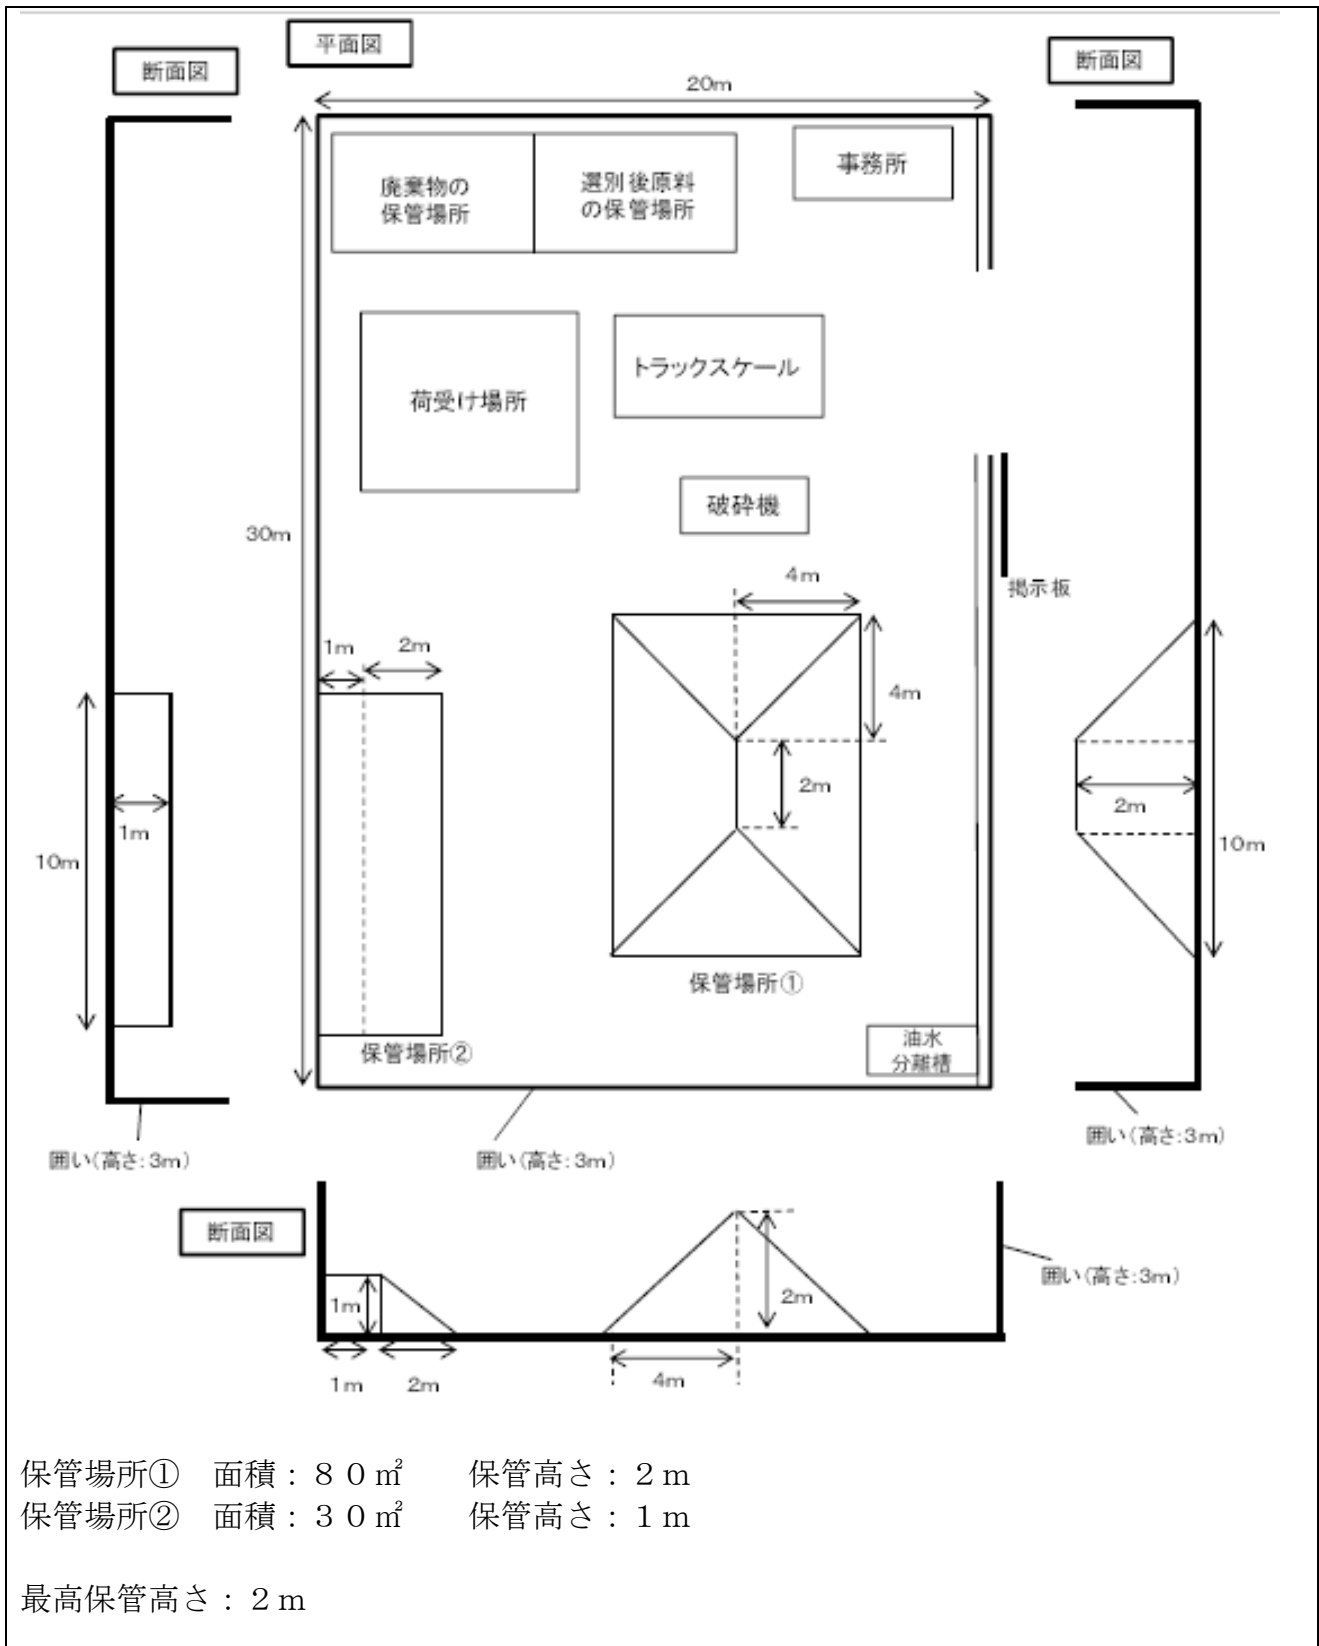 平面図
断面図
断面図
20m
廃棄物の
保管場所
選別後原料
の保管場所
事務所
荷受け場所
トラックスケール
破砕機
30m
掲示板
4m
4m
2m
1m
2m
1m
10m
2m
10m
保管場所①
保管場所②
油水
分離槽
囲い(高さ:3m)
囲い(高さ:3m)
囲い(高さ:3m)
断面図
1m
1m
2m
2m
4m
囲い(高さ:3m)
保管場所① 面積:80㎡ 保管高さ:2m
保管場所② 面積:30㎡ 保管高さ:1m
最高保管高さ:2m